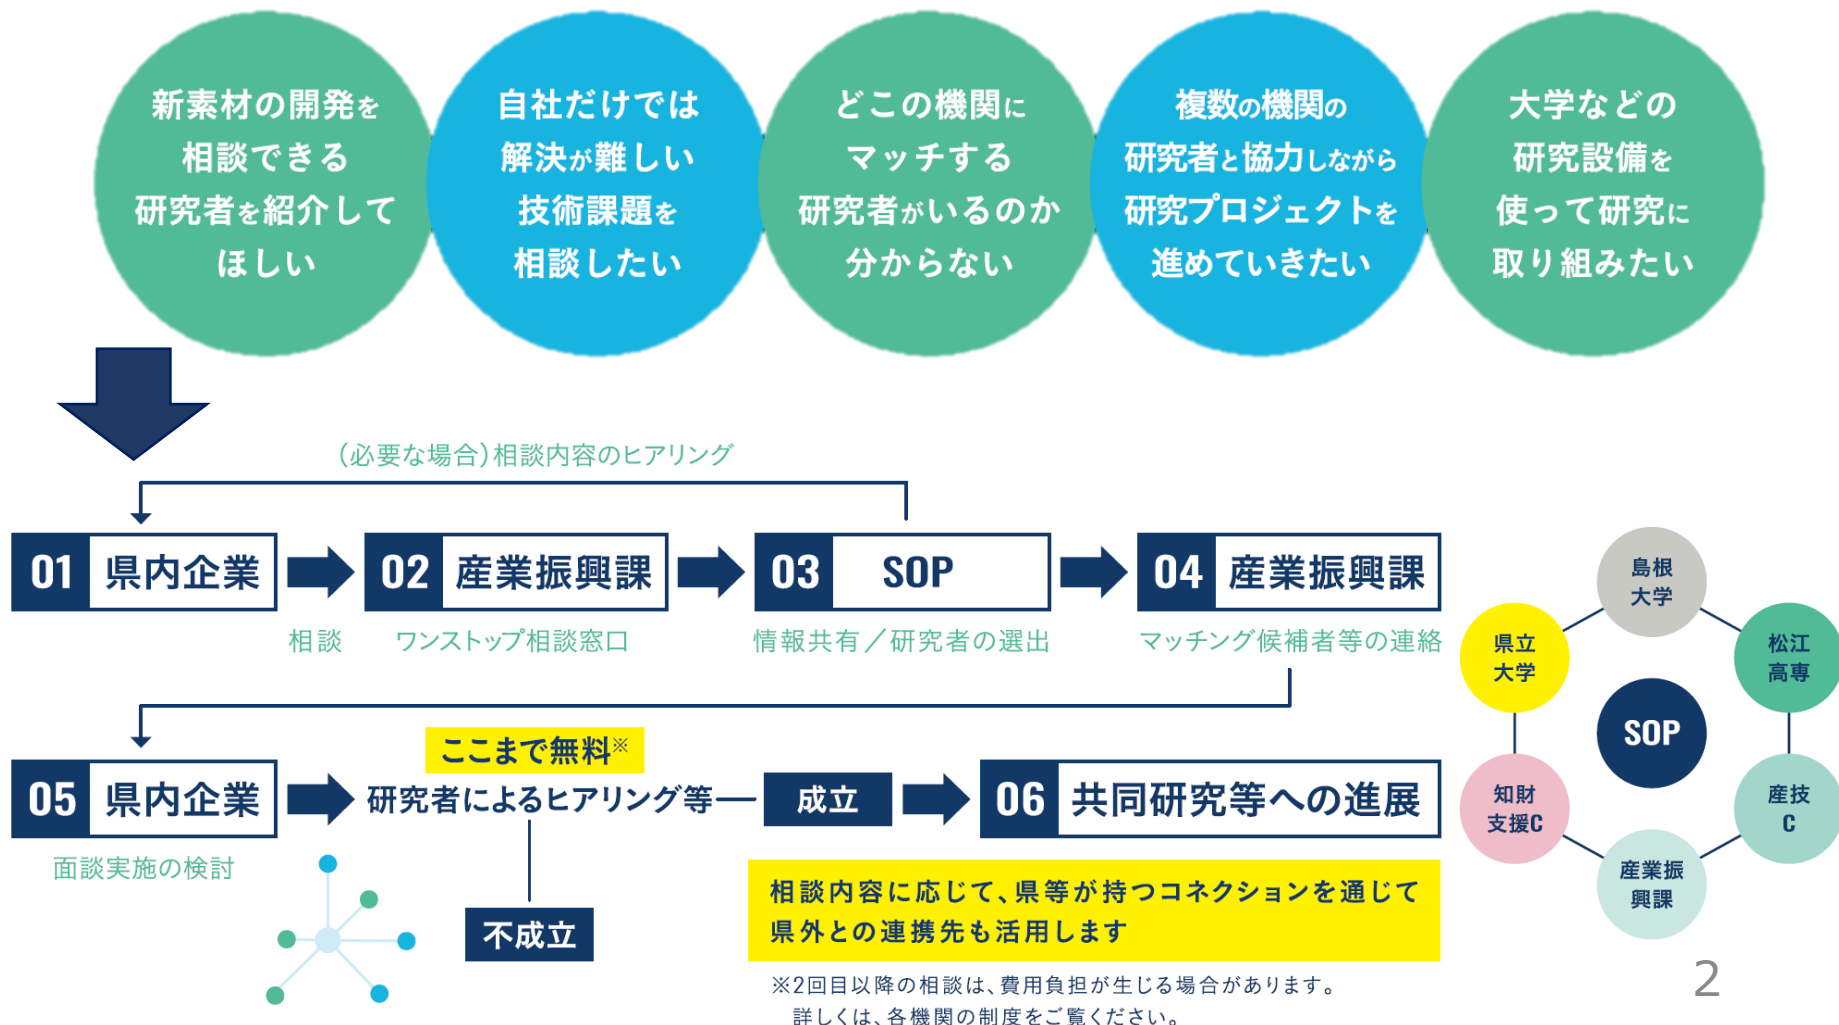 新素材の開発を
相談できる
研究者を紹介して
ほしい
自社だけでは
解決が難しい
技術課題を
相談したい
どこの機関に
マッチする
研究者がいるのか
分からない
複数の機関の
研究者と協力しながら
研究プロジェクトを
進めていきたい
大学などの
研究設備を
使って研究に
取り組みたい
(必要な場合)相談内容のヒアリング
01 県内企業
相談
02 産業振興課
ワンストップ相談窓口
03 SOP
情報共有／研究者の選出
04 産業振興課
マッチング候補者等の連絡
05 県内企業
面談実施の検討
ここまで無料※
研究者によるヒアリング等
成立
不成立
06 共同研究等への進展
相談内容に応じて、県等が持つコネクションを通じて
県外との連携先も活用します
※2回目以降の相談は、費用負担が生じる場合があります。
詳しくは、各機関の制度をご覧ください。
島根
大学
県立
大学
松江
高専
SOP
知財
支援C
産技
C
産業振
興課
2